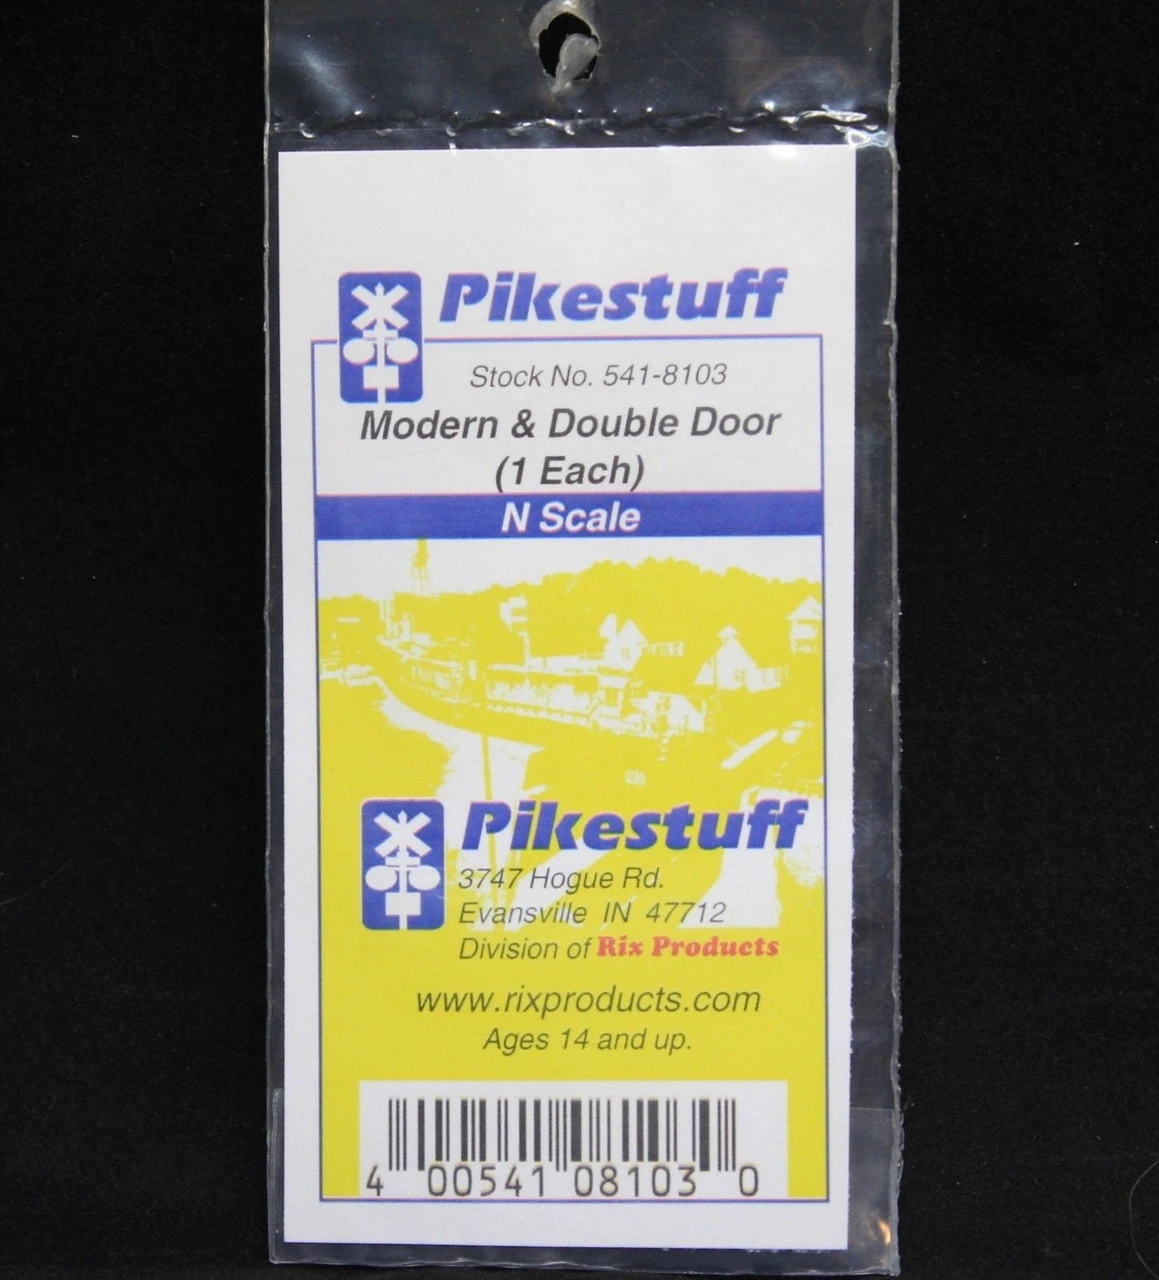 Pikestuff
Stock No. 541-8103
Modern & Double Door
(1 Each)
N Scale
Pikestuff
3747 Hogue Rd.
Evansville IN 47712
Division of Rix Products
www.rixproducts.com
Ages 14 and up.
4 00541 08103 0